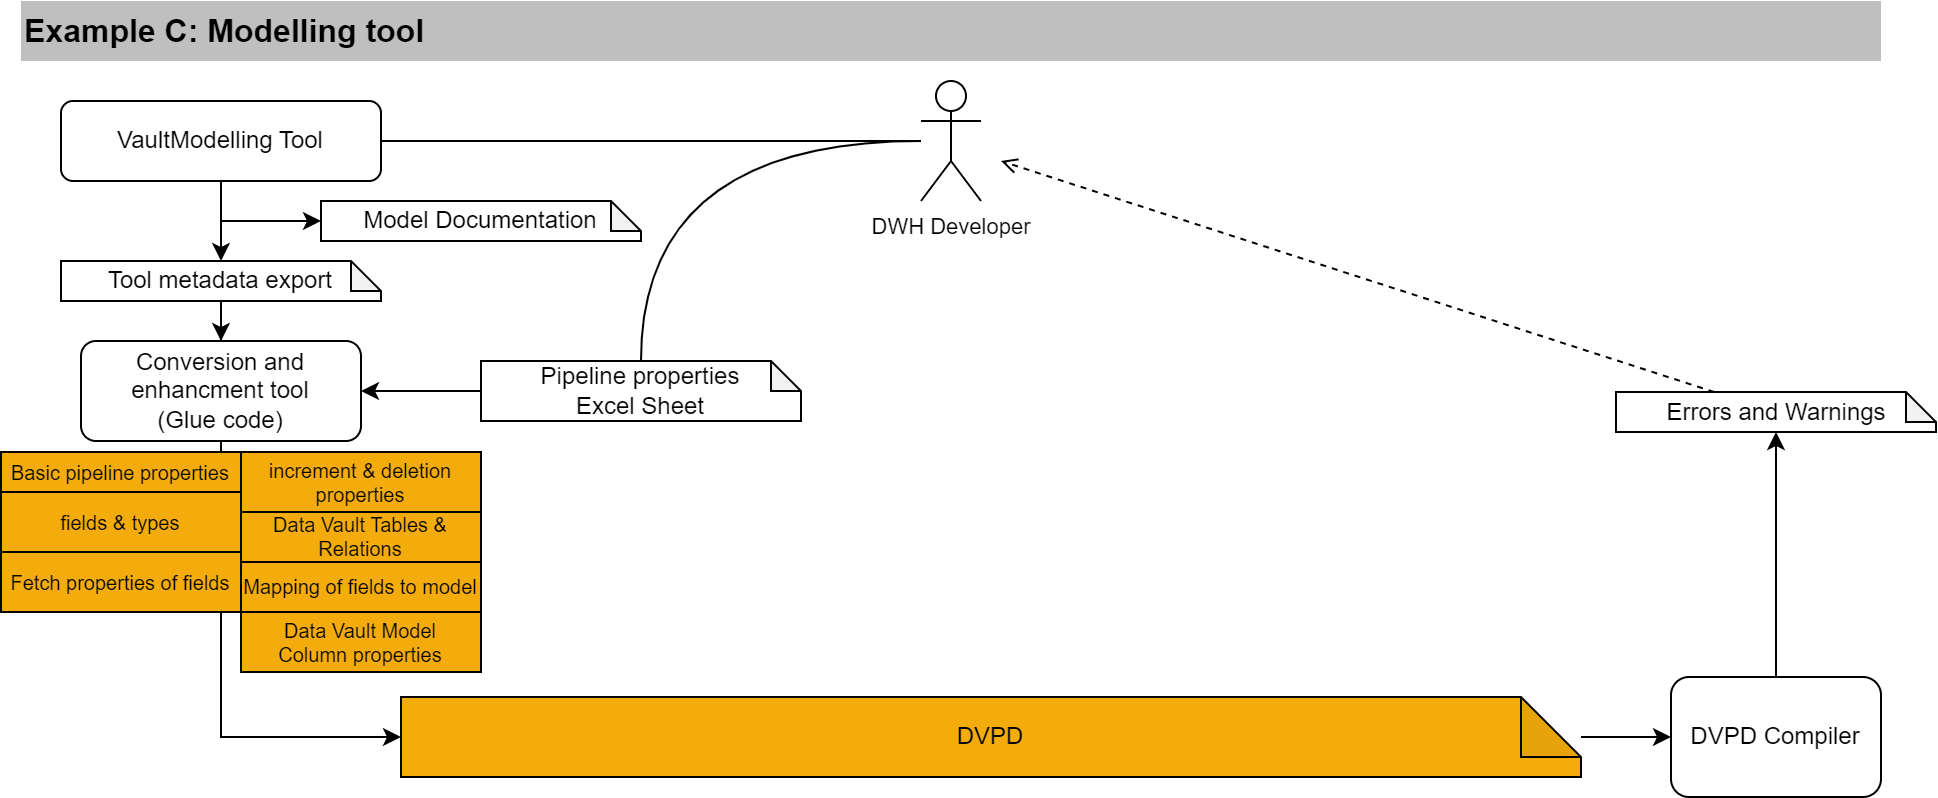 Example C: Modelling tool
VaultModelling Tool
DWH Developer
Model Documentation
Tool metadata export
Conversion and
enhancment tool
(Glue code)
Pipeline properties
Excel Sheet
Errors and Warnings
Basic pipeline properties
fields & types
Fetch properties of fields
increment & deletion
properties
Data Vault Tables &
Relations
Mapping of fields to model
Data Vault Model
Column properties
DVPD
DVPD Compiler